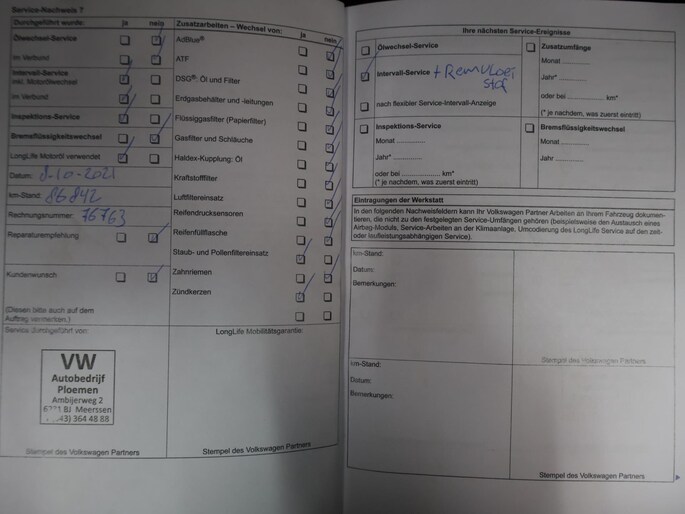 Service-Nachweis 7
Durchgeführt wurde: ja nein
Ölwechsel-Service
im Verbund
Intervall-Service
inkl. Motorölwechsel
im Verbund
Inspektions-Service
Bremsflüssigkeitswechsel
LongLife Motoröl verwendet
Datum: 8-10-2021
km-Stand: 86842
Rechnungsnummer: 76763
Reparaturempfehlung
Kundenwunsch
(Diesen bitte auch auf dem
Auftrag vermerken.)
Service durchgeführt von:
VW
Autobedrijf
Ploemen
Ambijerweg 2
BJ Meerssen
43) 364 48 88
Stempel des Volkswagen Partners
Zusatzarbeiten – Wechsel von: ja nein
AdBlue®
ATF
DSG®: Öl und Filter
Erdgasbehälter und -leitungen
Flüssiggasfilter (Papierfilter)
Gasfilter und Schläuche
Haldex-Kupplung: Öl
Kraftstofffilter
Luftfiltereinsatz
Reifendrucksensoren
Reifenfüllflasche
Staub- und Pollenfiltereinsatz
Zahnriemen
Zündkerzen
LongLife Mobilitätsgarantie:
Stempel des Volkswagen Partners
Ihre nächsten Service-Ereignisse
Ölwechsel-Service
Intervall-Service + Remvloei
stof
nach flexibler Service-Intervall-Anzeige
Zusatzumfänge
Monat ...............
Jahr* ...............
oder bei ............... km*
(* je nachdem, was zuerst eintritt)
Inspektions-Service
Monat ...............
Jahr* ...............
oder bei ............... km*
(* je nachdem, was zuerst eintritt)
Bremsflüssigkeitswechsel
Monat ...............
Jahr ...............
Eintragungen der Werkstatt
In den folgenden Nachweisfeldern kann Ihr Volkswagen Partner Arbeiten an Ihrem Fahrzeug dokumen-
tieren, die nicht zu den festgelegten Service-Umfängen gehören (beispielsweise den Austausch eines
Airbag-Moduls, Service-Arbeiten an der Klimaanlage, Umcodierung des LongLife Service auf den zeit-
oder laufleistungsabhängigen Service).
km-Stand:
Datum:
Bemerkungen:
Stempel des Volkswagen Partners
km-Stand:
Datum:
Bemerkungen:
Stempel des Volkswagen Partners